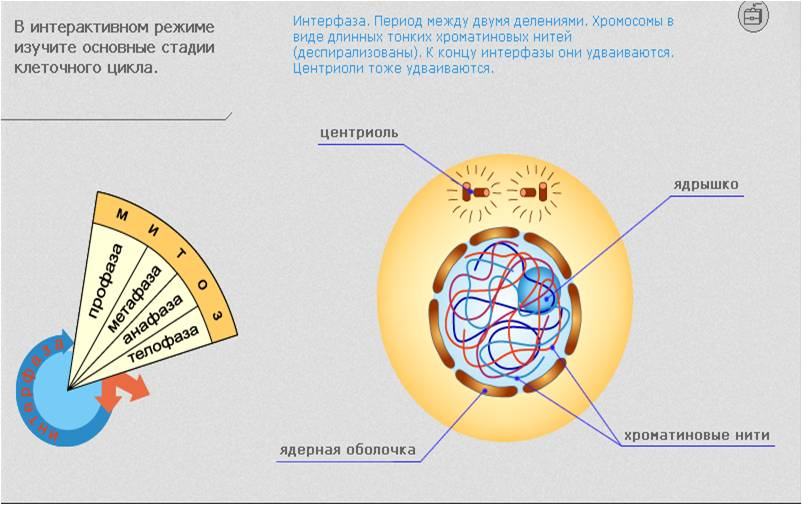 В интерактивном режиме
изучите основные стадии
клеточного цикла.
Интерфаза. Период между двумя делениями. Хромосомы в
виде длинных тонких хроматиновых нитей
(деспирализованы). К концу интерфазы они удваиваются.
Центриоли тоже удваиваются.
центриоль
ядрышко
митоз
профаза
метафаза
анафаза
телофаза
интерфаза
хроматиновые нити
ядерная оболочка